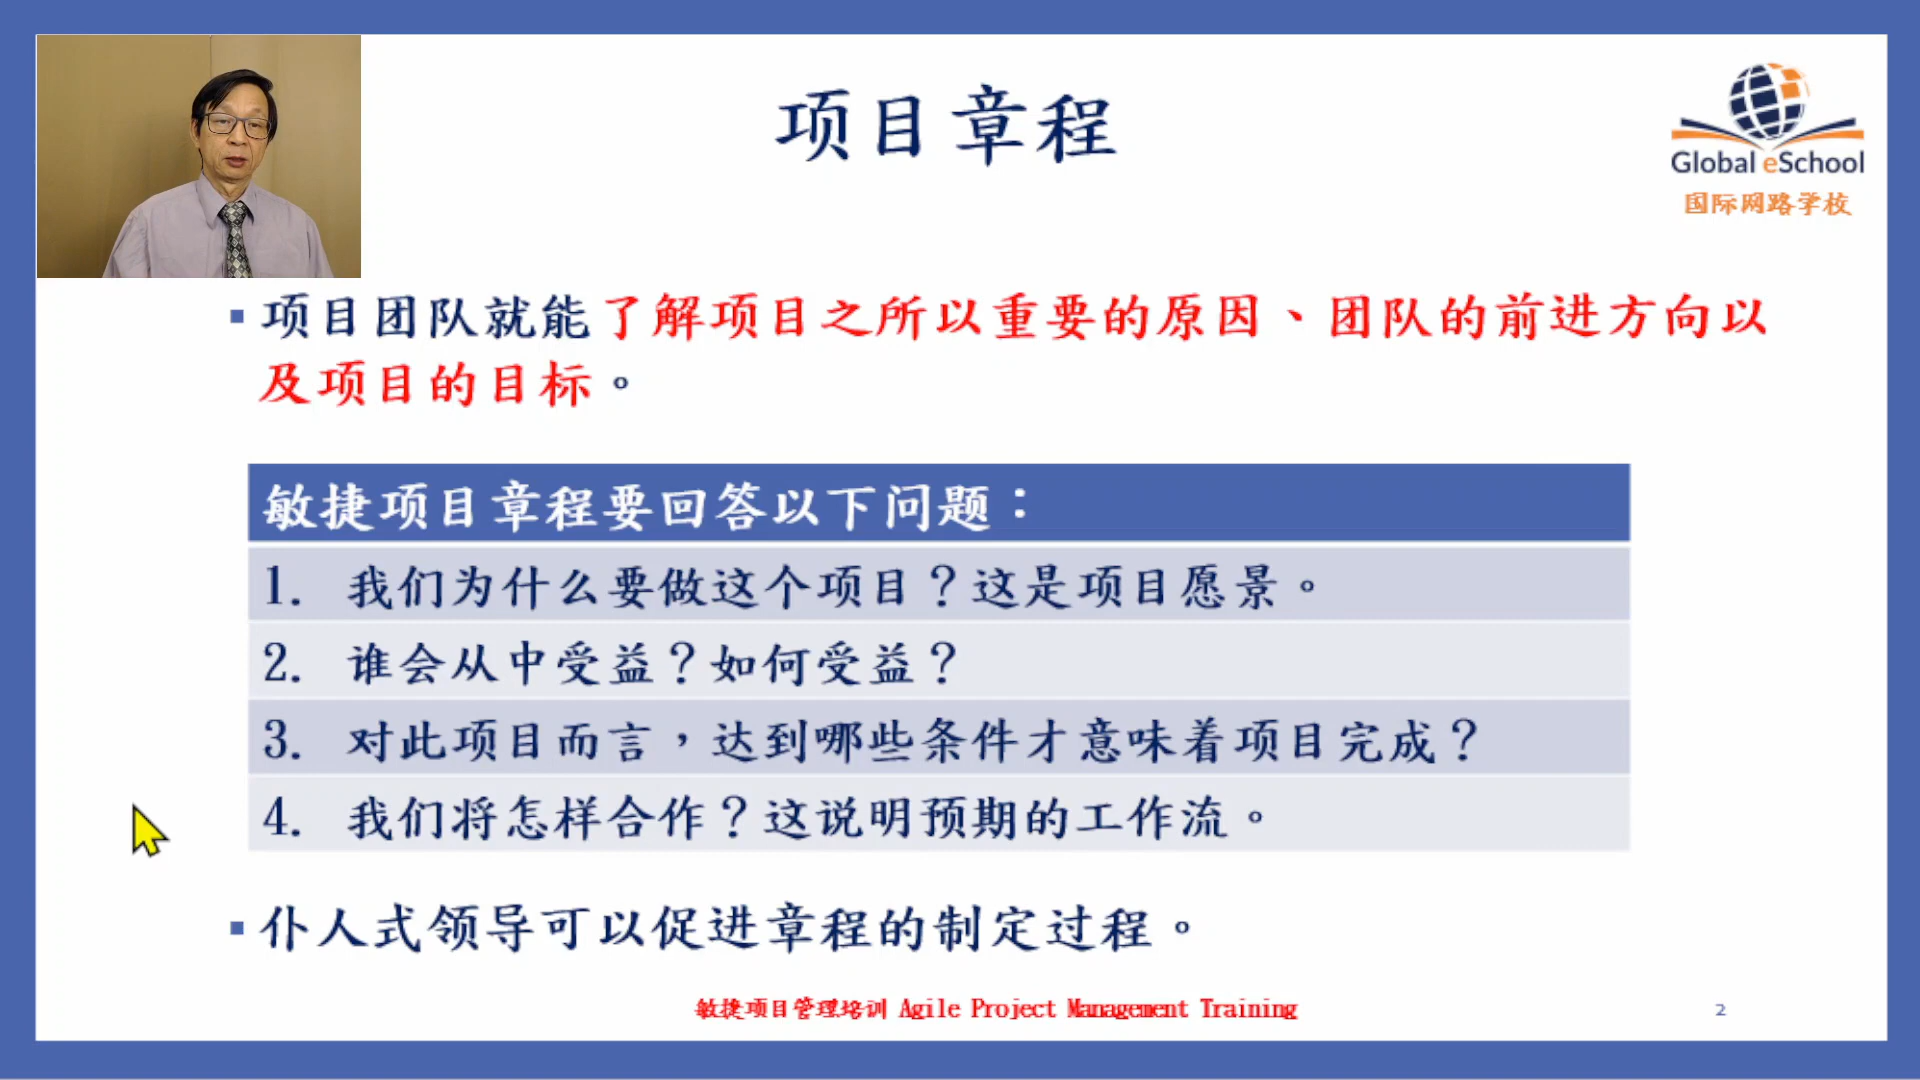 项目章程
Global eSchool
国际网路学校
▪ 项目团队就能了解项目之所以重要的原因、团队的前进方向以
及项目的目标。
敏捷项目章程要回答以下问题：
1. 我们为什么要做这个项目？这是项目愿景。
2. 谁会从中受益？如何受益？
3. 对此项目而言，达到哪些条件才意味着项目完成？
4. 我们将怎样合作？这说明预期的工作流。
▪ 仆人式领导可以促进章程的制定过程。
敏捷项目管理培训 Agile Project Management Training
2